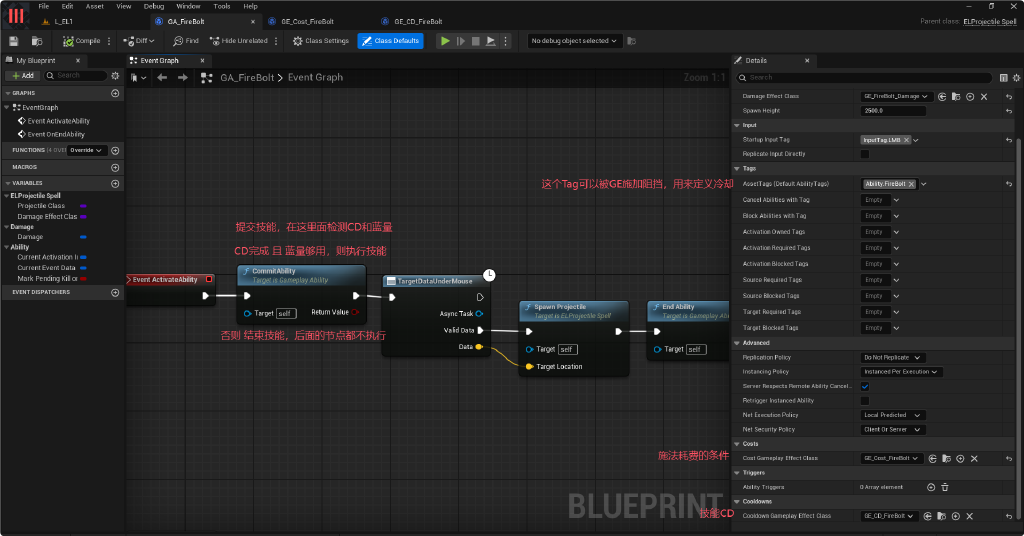 File Edit Asset View Debug Window Tools Help
L_EL1 GA_FireBolt GE_Cost_FireBolt GE_CD_FireBolt
Parent class: ELProjectile Spell
Compile Diff Find Hide Unrelated Class Settings Class Defaults No debug object selected
My Blueprint
Add Search
GRAPHS
EventGraph
Event ActivateAbility
Event OnEndAbility
FUNCTIONS (4 OVER Override
MACROS
VARIABLES
ELProjectile Spell
Projectile Class
Damage Effect Clas
Damage
Damage
Ability
Current Activation I
Current Event Data
Mark Pending Kill or
EVENT DISPATCHERS
Event Graph
GA_FireBolt > Event Graph
Zoom 1:1
这个Tag可以被GE施加阻挡，用来定义冷却
提交技能，在这里面检测CD和蓝量
CD完成 且 蓝量够用，则执行技能
Event ActivateAbility
CommitAbility
Target is Gameplay Ability
Target self
Return Value
否则 结束技能，后面的节点都不执行
TargetDataUnderMouse
Async Task
Valid Data
Data
Spawn Projectile
Target is ELProjectile Spell
Target self
Target Location
End Ability
Target is Gameplay Ab
Target self
施法耗费的条件
技能CD
BLUEPRINT
Details
Search
Damage Effect Class GE_FireBolt_Damage
Spawn Height 2500.0
Input
Startup Input Tag InputTag.LMB
Replicate Input Directly
Tags
AssetTags (Default AbilityTags) Ability.FireBolt
Cancel Abilities with Tag Empty
Block Abilities with Tag Empty
Activation Owned Tags Empty
Activation Required Tags Empty
Activation Blocked Tags Empty
Source Required Tags Empty
Source Blocked Tags Empty
Target Required Tags Empty
Target Blocked Tags Empty
Advanced
Replication Policy Do Not Replicate
Instancing Policy Instanced Per Execution
Server Respects Remote Ability Cancel...
Retrigger Instanced Ability
Net Execution Policy Local Predicted
Net Security Policy Client Or Server
Costs
Cost Gameplay Effect Class GE_Cost_FireBolt
Triggers
Ability Triggers 0 Array element
Cooldowns
Cooldown Gameplay Effect Class GE_CD_FireBolt